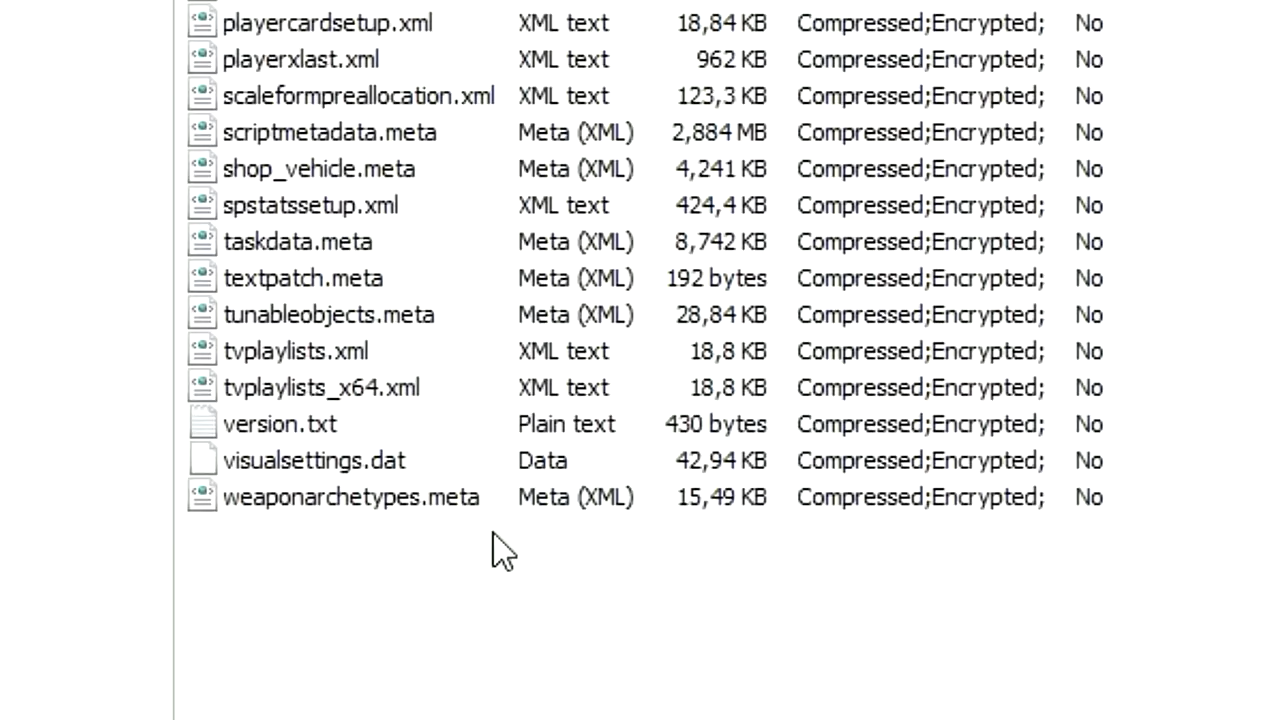 playercardsetup.xml XML text 18,84 KB Compressed;Encrypted; No
playerxlast.xml XML text 962 KB Compressed;Encrypted; No
scaleformpreallocation.xml XML text 123,3 KB Compressed;Encrypted; No
scriptmetadata.meta Meta (XML) 2,884 MB Compressed;Encrypted; No
shop_vehicle.meta Meta (XML) 4,241 KB Compressed;Encrypted; No
spstatssetup.xml XML text 424,4 KB Compressed;Encrypted; No
taskdata.meta Meta (XML) 8,742 KB Compressed;Encrypted; No
textpatch.meta Meta (XML) 192 bytes Compressed;Encrypted; No
tunableobjects.meta Meta (XML) 28,84 KB Compressed;Encrypted; No
tvplaylists.xml XML text 18,8 KB Compressed;Encrypted; No
tvplaylists_x64.xml XML text 18,8 KB Compressed;Encrypted; No
version.txt Plain text 430 bytes Compressed;Encrypted; No
visualsettings.dat Data 42,94 KB Compressed;Encrypted; No
weaponarchetypes.meta Meta (XML) 15,49 KB Compressed;Encrypted; No